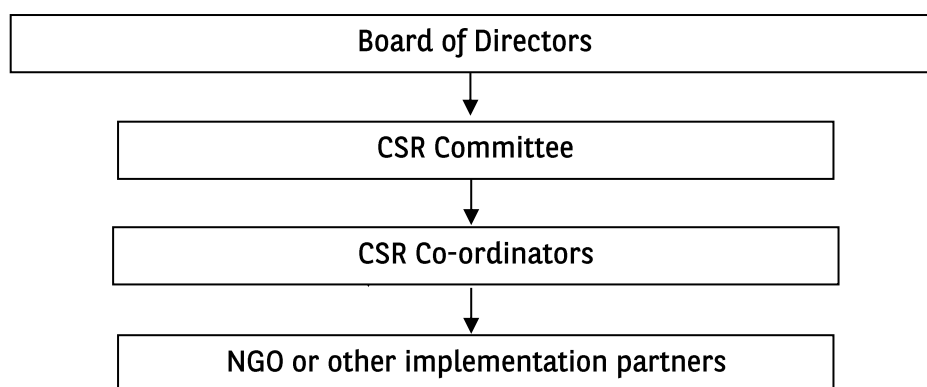 Board of Directors
CSR Committee
CSR Co-ordinators
NGO or other implementation partners